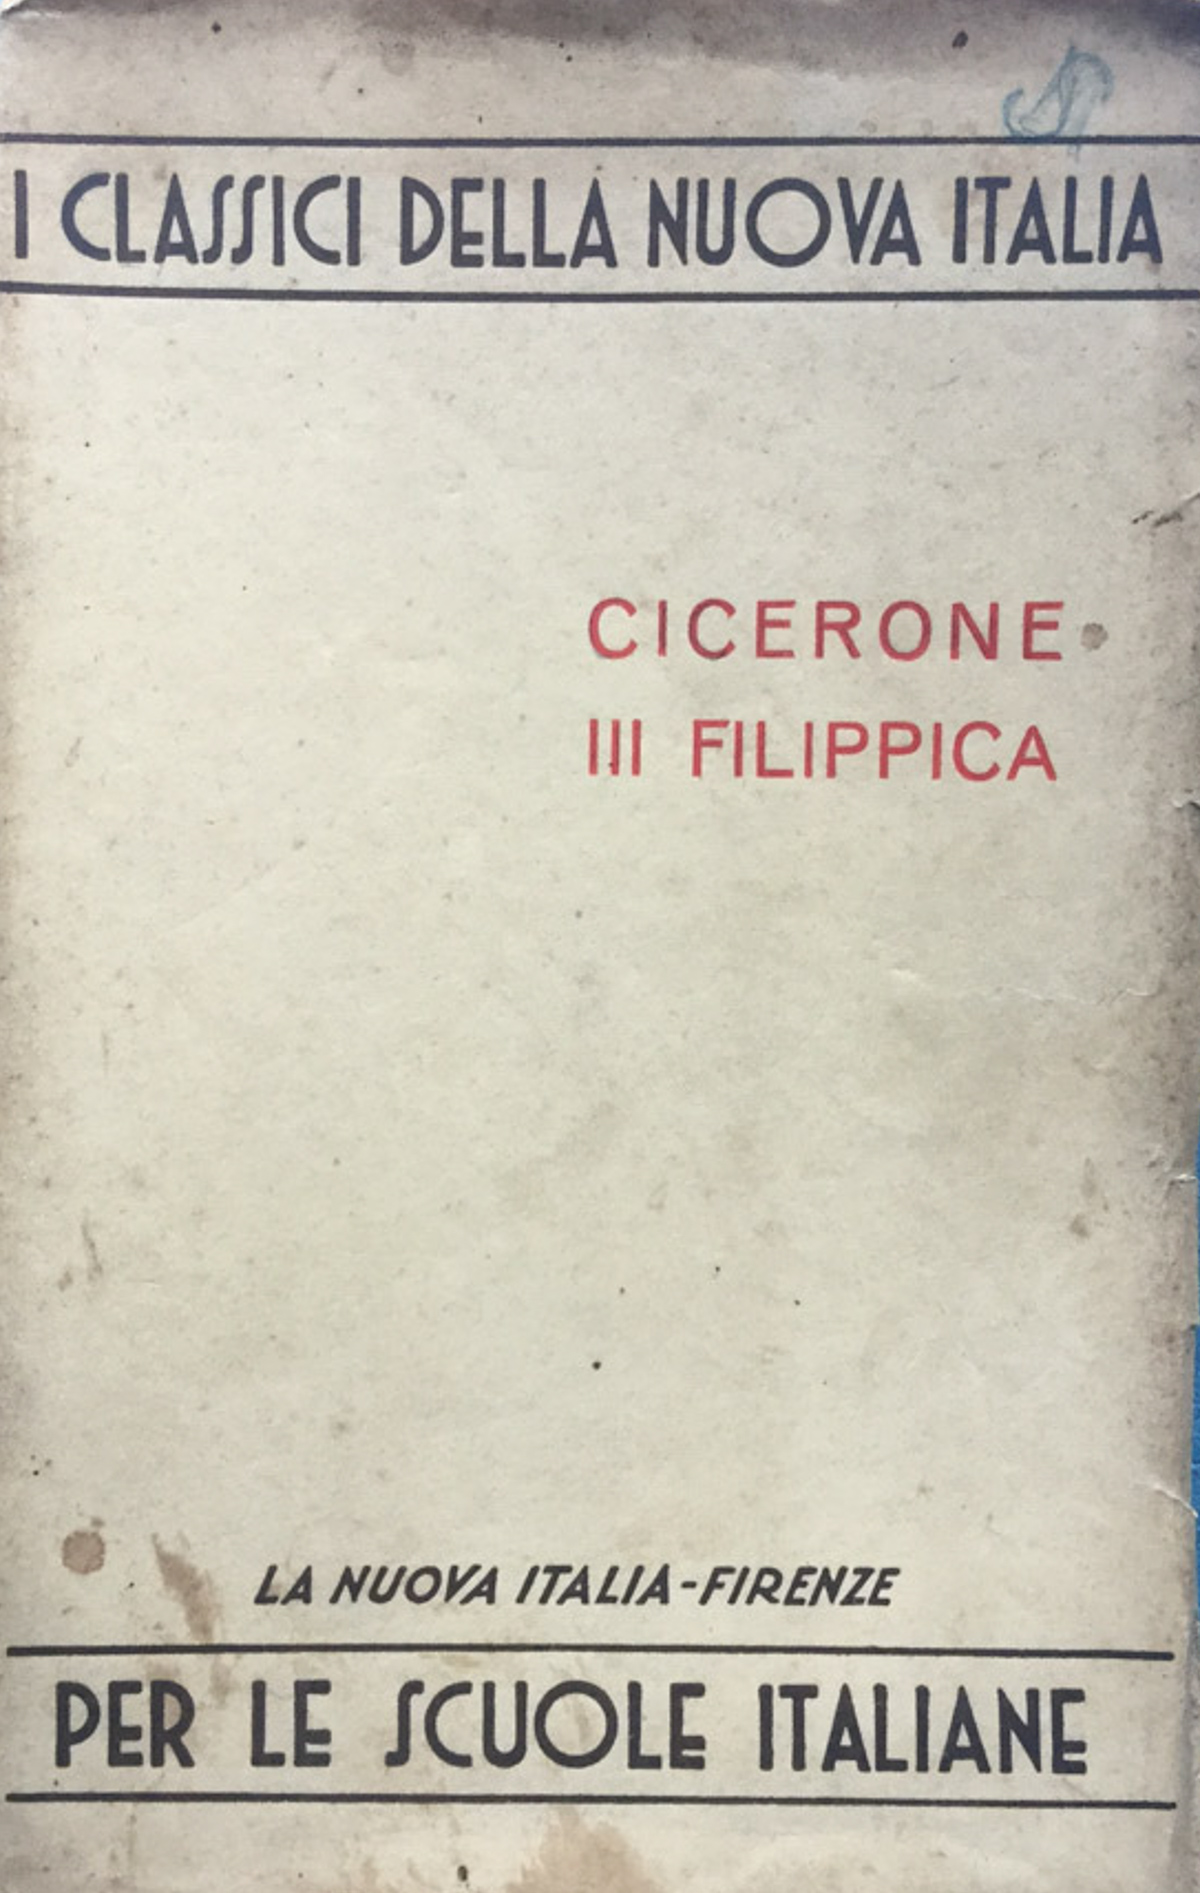 I CLASSICI DELLA NUOVA ITALIA
CICERONE
III FILIPPICA
LA NUOVA ITALIA-FIRENZE
PER LE SCUOLE ITALIANE